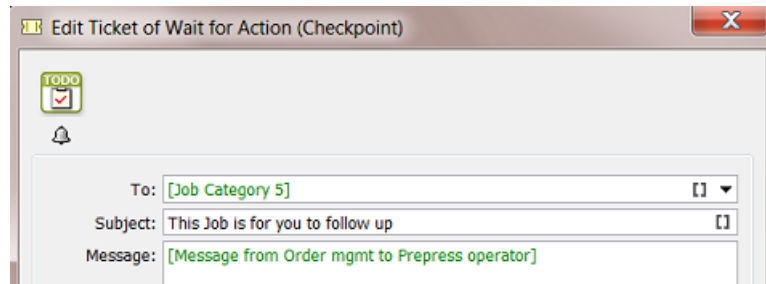 Edit Ticket of Wait for Action (Checkpoint)
TODO
To: [Job Category 5] []
Subject: This Job is for you to follow up []
Message: [Message from Order mgmt to Prepress operator]